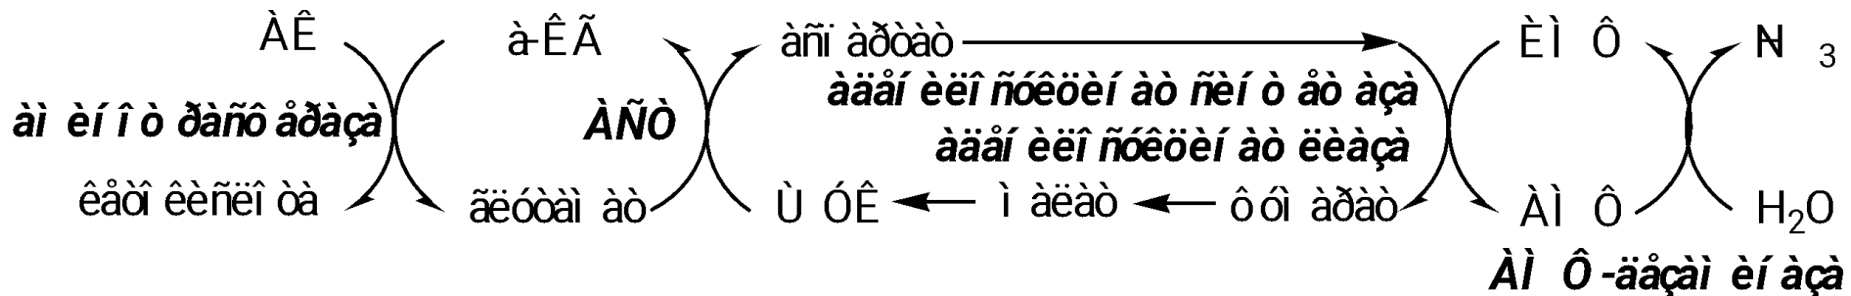 ÀÊ à-ÊÃ àñï àðòàò ÈÌ Ô N 3
àäåí èëî ñóêöèí àò ñèí ò åò àçà
àì èí î ò ðàñô åðàçà ÀÑÒ
àäåí èëî ñóêöèí àò ëèàçà
êåòî êèñëî òà ãëóòàì àò Ù ÓÊ ì àëàò ô óì àðàò ÀÌ Ô H₂O
ÀÌ Ô -äåçàì èí àçà